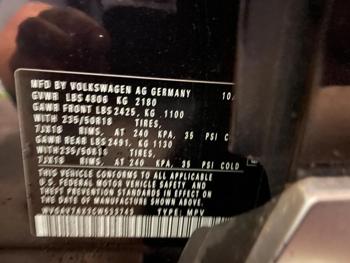 MFD BY VOLKSWAGEN AG GERMANY 10.
GVWR LBS 4806 KG 2180
GAWR FRONT LBS 2425, KG 1100
WITH 235/50R18 TIRES,
7JX18 RIMS, AT 240 KPA, 35 PSI C
GAWR REAR LBS 2491, KG 1130
WITH 235/50R18 TIRES,
7JX18 RIMS, AT 240 KPA, 35 PSI COLD
THIS VEHICLE CONFORMS TO ALL APPLICABLE
U.S. FEDERAL MOTOR VEHICLE SAFETY AND
THEFT PREVENTION STANDARDS IN EFFECT ON
THE DATE OF MANUFACTURE SHOWN ABOVE.
TYPE: MPV